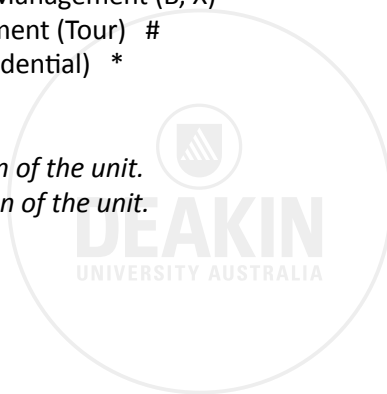 Management (B, X)
ment (Tour) #
dential) *
n of the unit.
n of the unit.
DEAKIN
UNIVERSITY AUSTRALIA